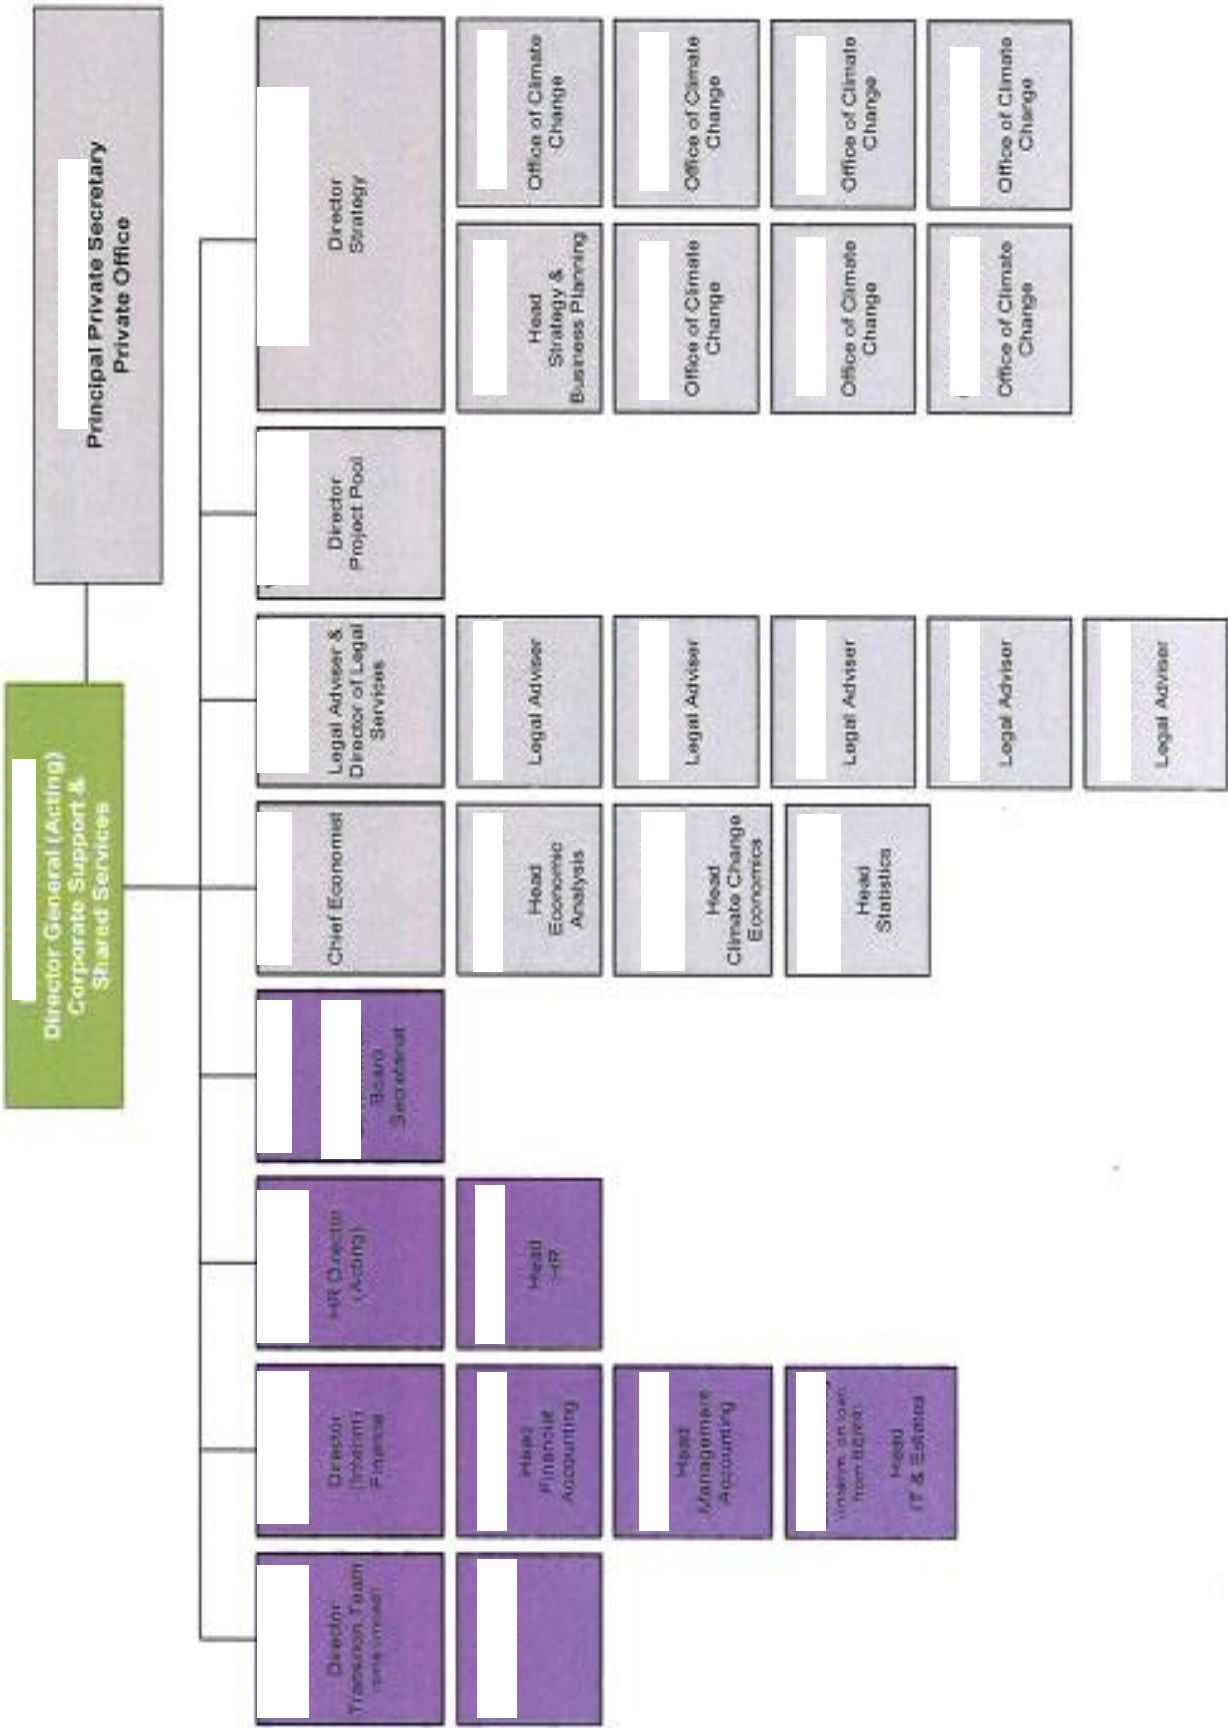 Director General (Acting)
Corporate Support &
Shared Services
Principal Private Secretary
Private Office
Director
Transition Team
Director
(Interim)
Finance
Head
Financial
Accounting
Head
Management
Accounting
(interim, on loan
from BERR)
Head
IT & Estates
HR Director
(Acting)
Head
HR
Board
Secretariat
Chief Economist
Head
Economic
Analysis
Head
Climate Change
Economics
Head
Statistics
Legal Adviser &
Director of Legal
Services
Legal Adviser
Legal Adviser
Legal Adviser
Legal Adviser
Legal Adviser
Director
Project Pool
Director
Strategy
Head
Strategy &
Business Planning
Office of Climate
Change
Office of Climate
Change
Office of Climate
Change
Office of Climate
Change
Office of Climate
Change
Office of Climate
Change
Office of Climate
Change